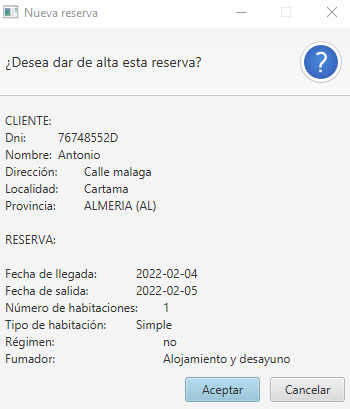 Nueva reserva
¿Desea dar de alta esta reserva?
?
CLIENTE:
Dni: 76748552D
Nombre: Antonio
Dirección: Calle malaga
Localidad: Cartama
Provincia: ALMERIA (AL)
RESERVA:
Fecha de llegada: 2022-02-04
Fecha de salida: 2022-02-05
Número de habitaciones: 1
Tipo de habitación: Simple
Régimen: no
Fumador: Alojamiento y desayuno
Aceptar Cancelar